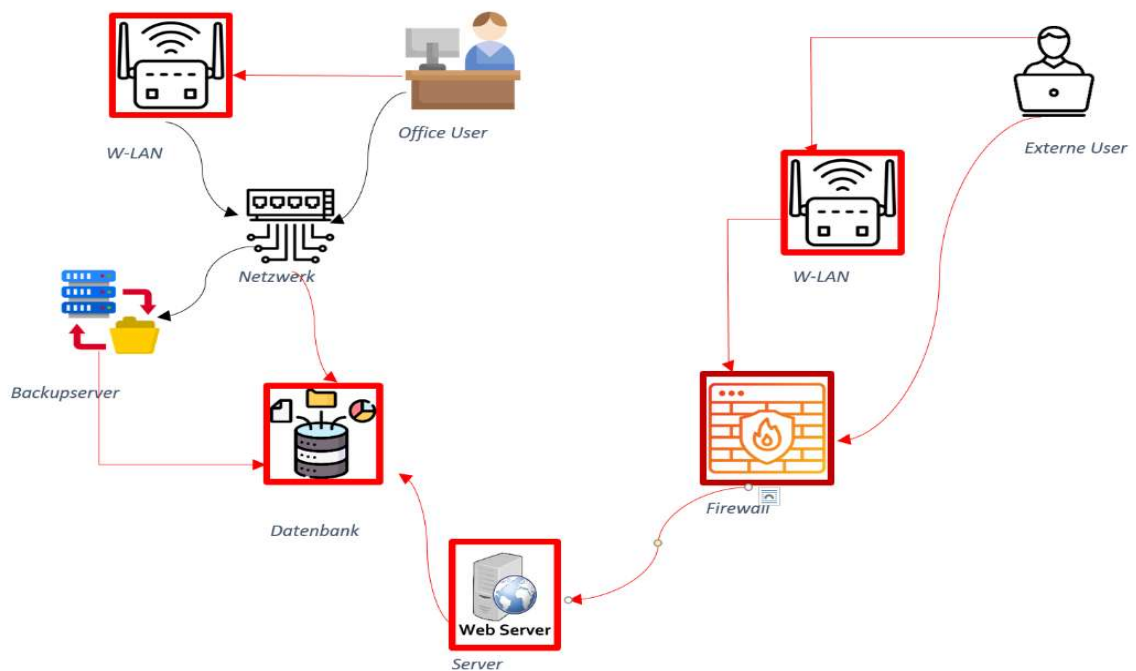 Office User
W-LAN
Externe User
W-LAN
Netzwerk
Backupserver
Firewall
Datenbank
Web Server
Server